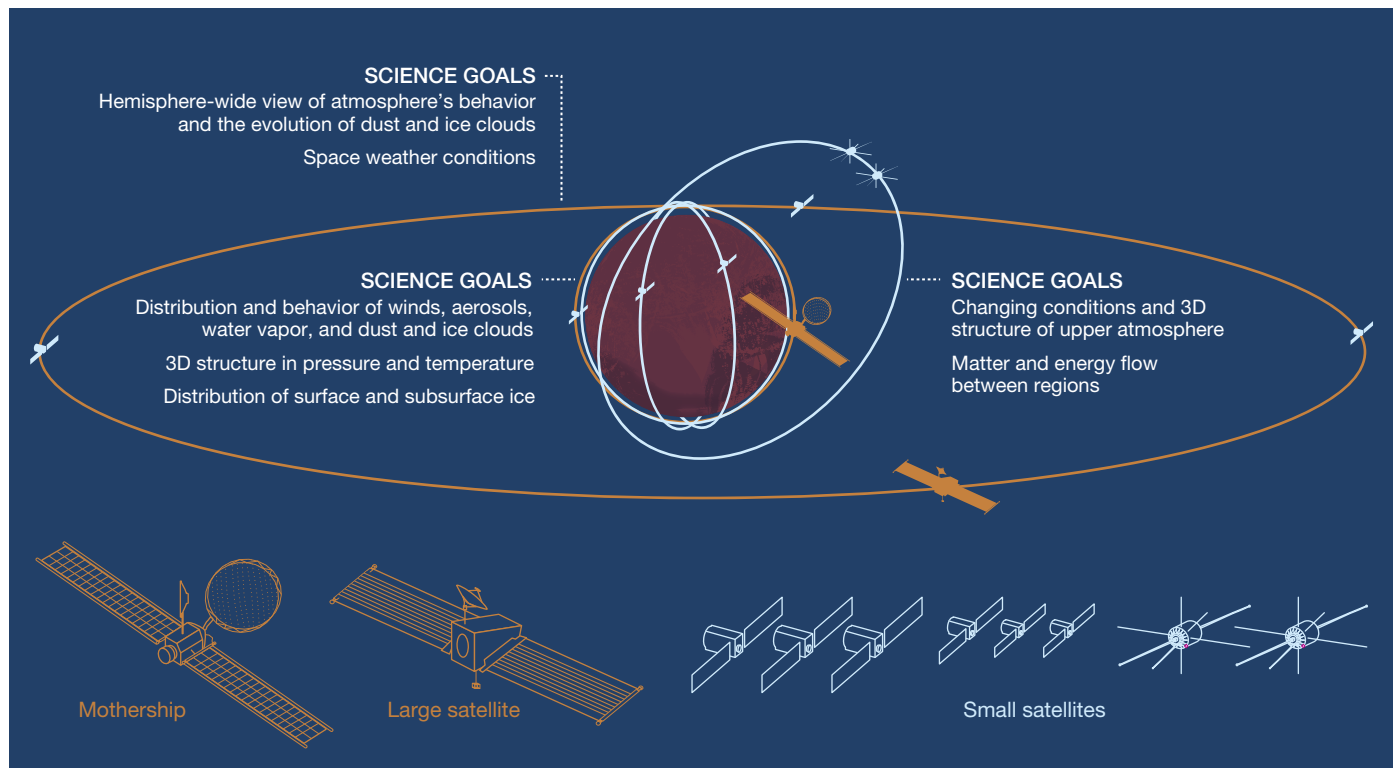 SCIENCE GOALS
Hemisphere-wide view of atmosphere’s behavior
and the evolution of dust and ice clouds
Space weather conditions
SCIENCE GOALS
Distribution and behavior of winds, aerosols,
water vapor, and dust and ice clouds
3D structure in pressure and temperature
Distribution of surface and subsurface ice
SCIENCE GOALS
Changing conditions and 3D
structure of upper atmosphere
Matter and energy flow
between regions
Mothership
Large satellite
Small satellites